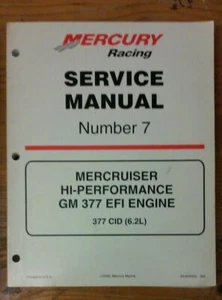 MERCURY
Racing
SERVICE
MANUAL
Number 7
MERCRUISER
HI-PERFORMANCE
GM 377 EFI ENGINE
377 CID (6.2L)